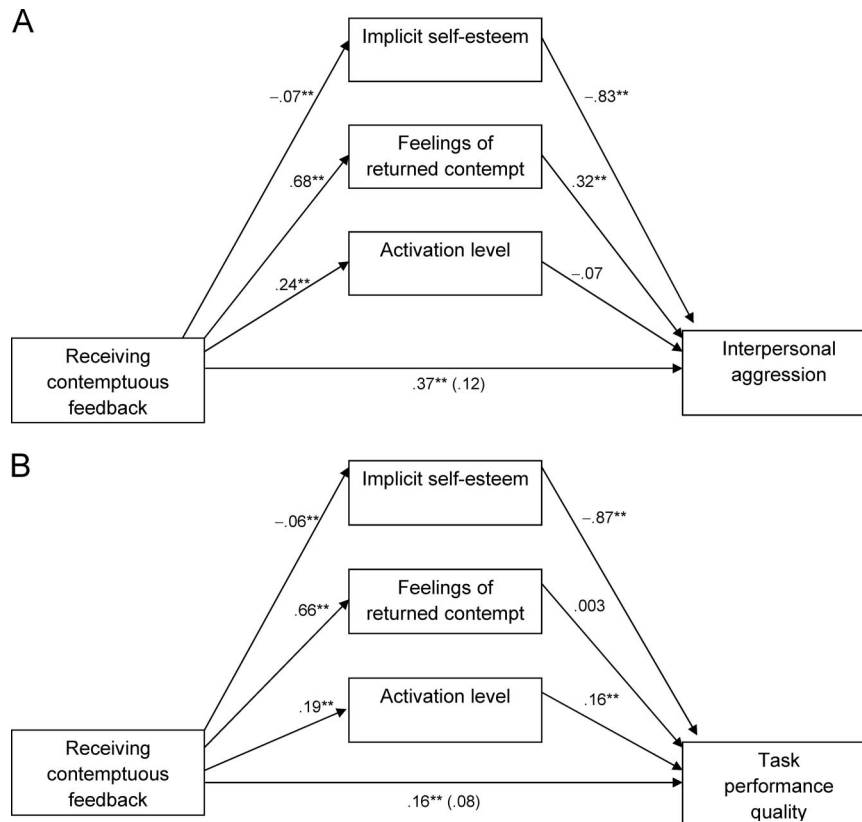 A
Implicit self-esteem
–.07**
–.83**
Feelings of
returned contempt
.68**
.32**
Activation level
.24**
–.07
Receiving
contemptuous
feedback
Interpersonal
aggression
.37** (.12)
B
Implicit self-esteem
–.06**
–.87**
Feelings of
returned contempt
.66**
.003
Activation level
.19**
.16**
Receiving
contemptuous
feedback
Task
performance
quality
.16** (.08)